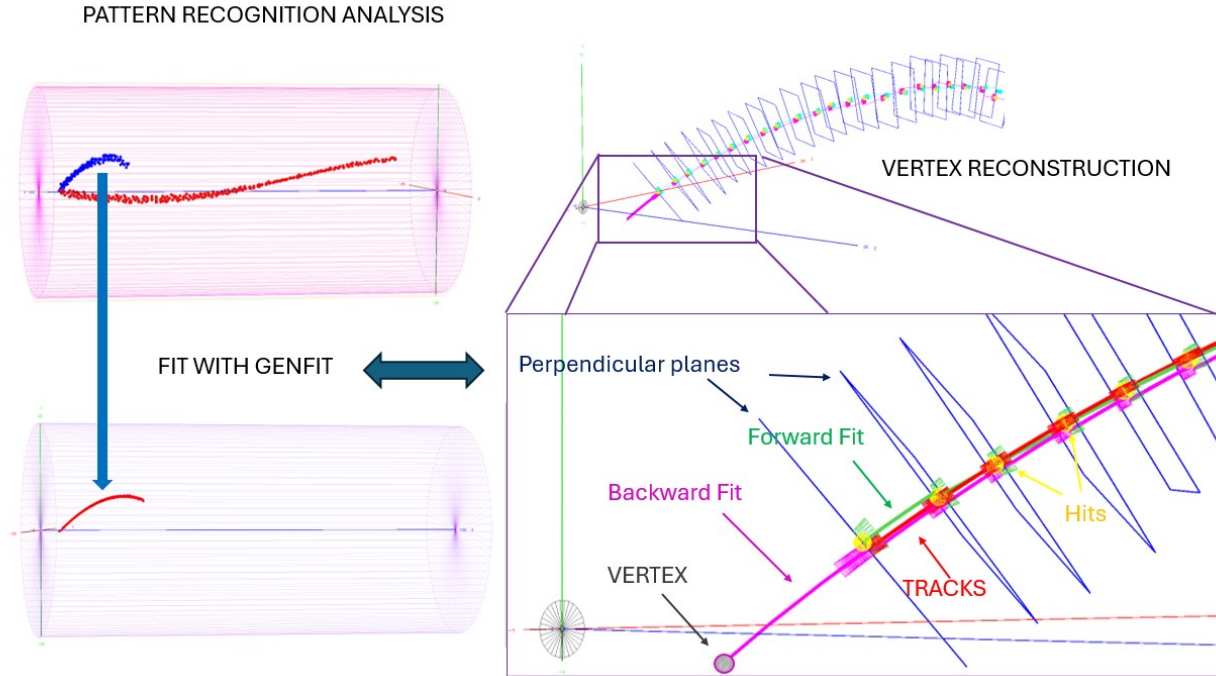 PATTERN RECOGNITION ANALYSIS
VERTEX RECONSTRUCTION
FIT WITH GENFIT
Perpendicular planes
Forward Fit
Backward Fit
Hits
VERTEX
TRACKS